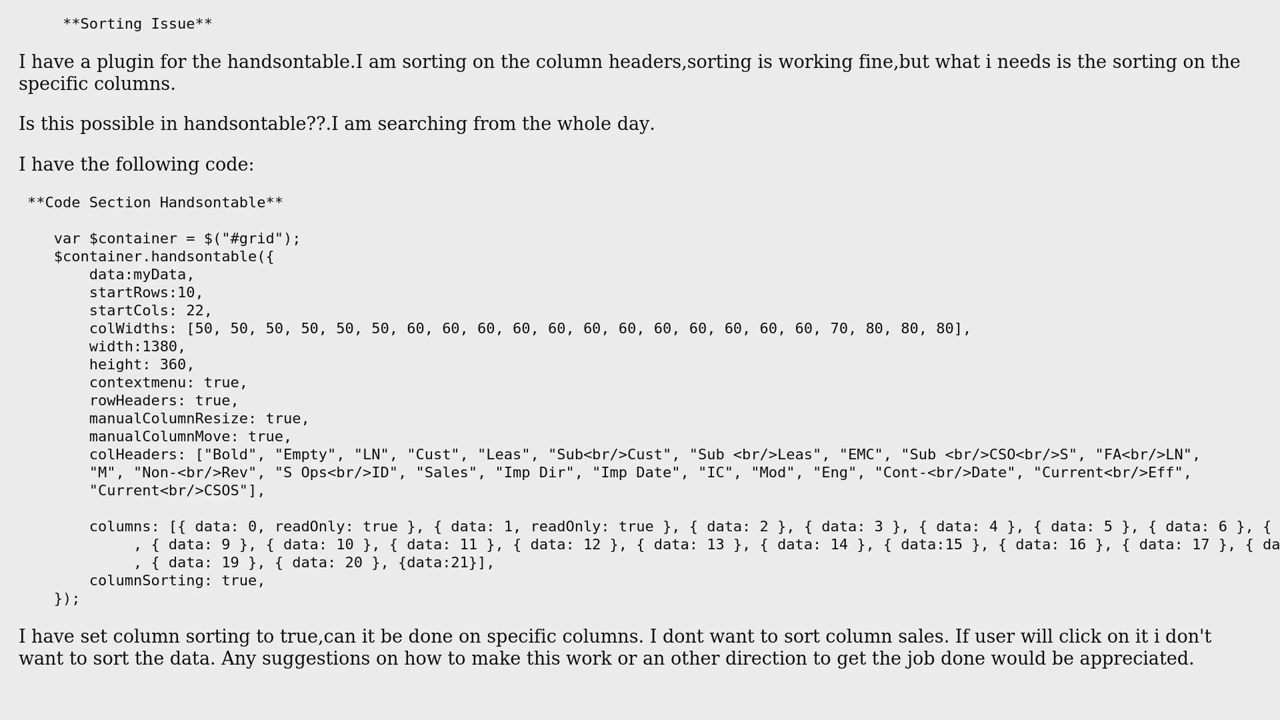 **Sorting Issue**
I have a plugin for the handsontable.I am sorting on the column headers,sorting is working fine,but what i needs is the sorting on the
specific columns.
Is this possible in handsontable??.I am searching from the whole day.
I have the following code:
**Code Section Handsontable**
var $container = $("#grid");
$container.handsontable({
data:myData,
startRows:10,
startCols: 22,
colWidths: [50, 50, 50, 50, 50, 50, 60, 60, 60, 60, 60, 60, 60, 60, 60, 60, 60, 60, 70, 80, 80, 80],
width:1380,
height: 360,
contextmenu: true,
rowHeaders: true,
manualColumnResize: true,
manualColumnMove: true,
colHeaders: ["Bold", "Empty", "LN", "Cust", "Leas", "Sub<br/>Cust", "Sub <br/>Leas", "EMC", "Sub <br/>CSO<br/>S", "FA<br/>LN",
"M", "Non-<br/>Rev", "S Ops<br/>ID", "Sales", "Imp Dir", "Imp Date", "IC", "Mod", "Eng", "Cont-<br/>Date", "Current<br/>Eff",
"Current<br/>CSOS"],
columns: [{ data: 0, readOnly: true }, { data: 1, readOnly: true }, { data: 2 }, { data: 3 }, { data: 4 }, { data: 5 }, { data: 6 }, {
, { data: 9 }, { data: 10 }, { data: 11 }, { data: 12 }, { data: 13 }, { data: 14 }, { data:15 }, { data: 16 }, { data: 17 }, { da
, { data: 19 }, { data: 20 }, {data:21}],
columnSorting: true,
});
I have set column sorting to true,can it be done on specific columns. I dont want to sort column sales. If user will click on it i don't
want to sort the data. Any suggestions on how to make this work or an other direction to get the job done would be appreciated.